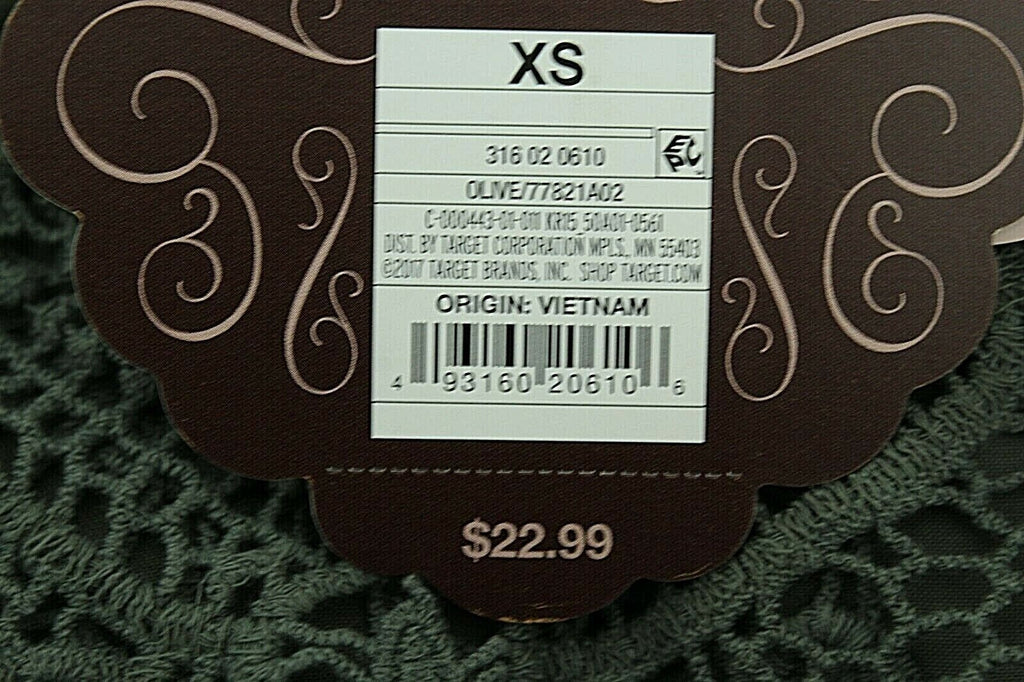 XS
316 02 0610
EPC
OLIVE/77821A02
C-000443-01-011 KR15 50A01-0561
DIST. BY TARGET CORPORATION MPLS., MN 55403
©2017 TARGET BRANDS, INC. SHOP TARGET.COM
ORIGIN: VIETNAM
4 93160 20610 6
$22.99